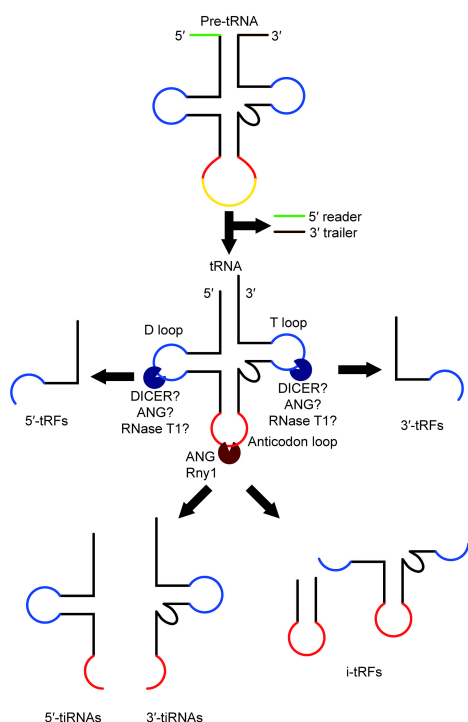 Pre-tRNA
5′ 3′
5′ reader
3′ trailer
tRNA
5′ 3′
D loop
T loop
DICER?
ANG?
RNase T1?
DICER?
ANG?
RNase T1?
5′-tRFs
3′-tRFs
Anticodon loop
ANG
Rny1
i-tRFs
5′-tiRNAs
3′-tiRNAs